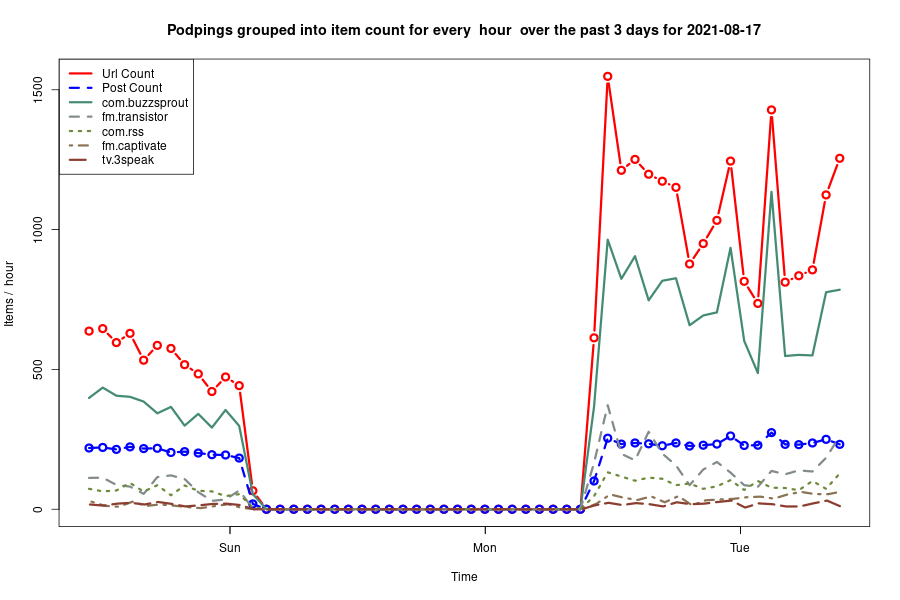 Podpings grouped into item count for every  hour  over the past 3 days for 2021-08-17
Url Count
Post Count
com.buzzsprout
fm.transistor
com.rss
fm.captivate
tv.3speak
Items /  hour
1500
1000
500
0
Sun
Mon
Tue
Time